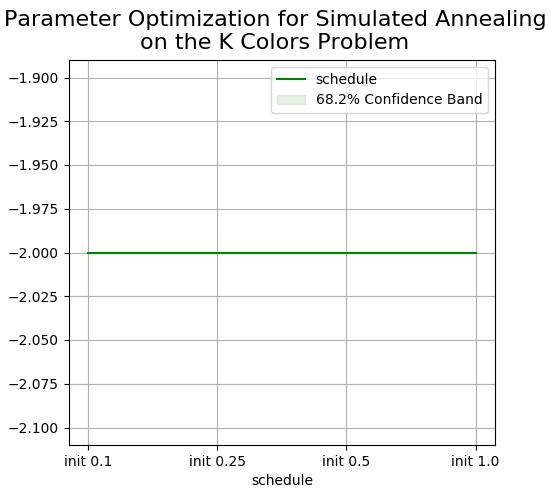 Parameter Optimization for Simulated Annealing
on the K Colors Problem
schedule
68.2% Confidence Band
−1.900
−1.925
−1.950
−1.975
−2.000
−2.025
−2.050
−2.075
−2.100
init 0.1 init 0.25 init 0.5 init 1.0
schedule